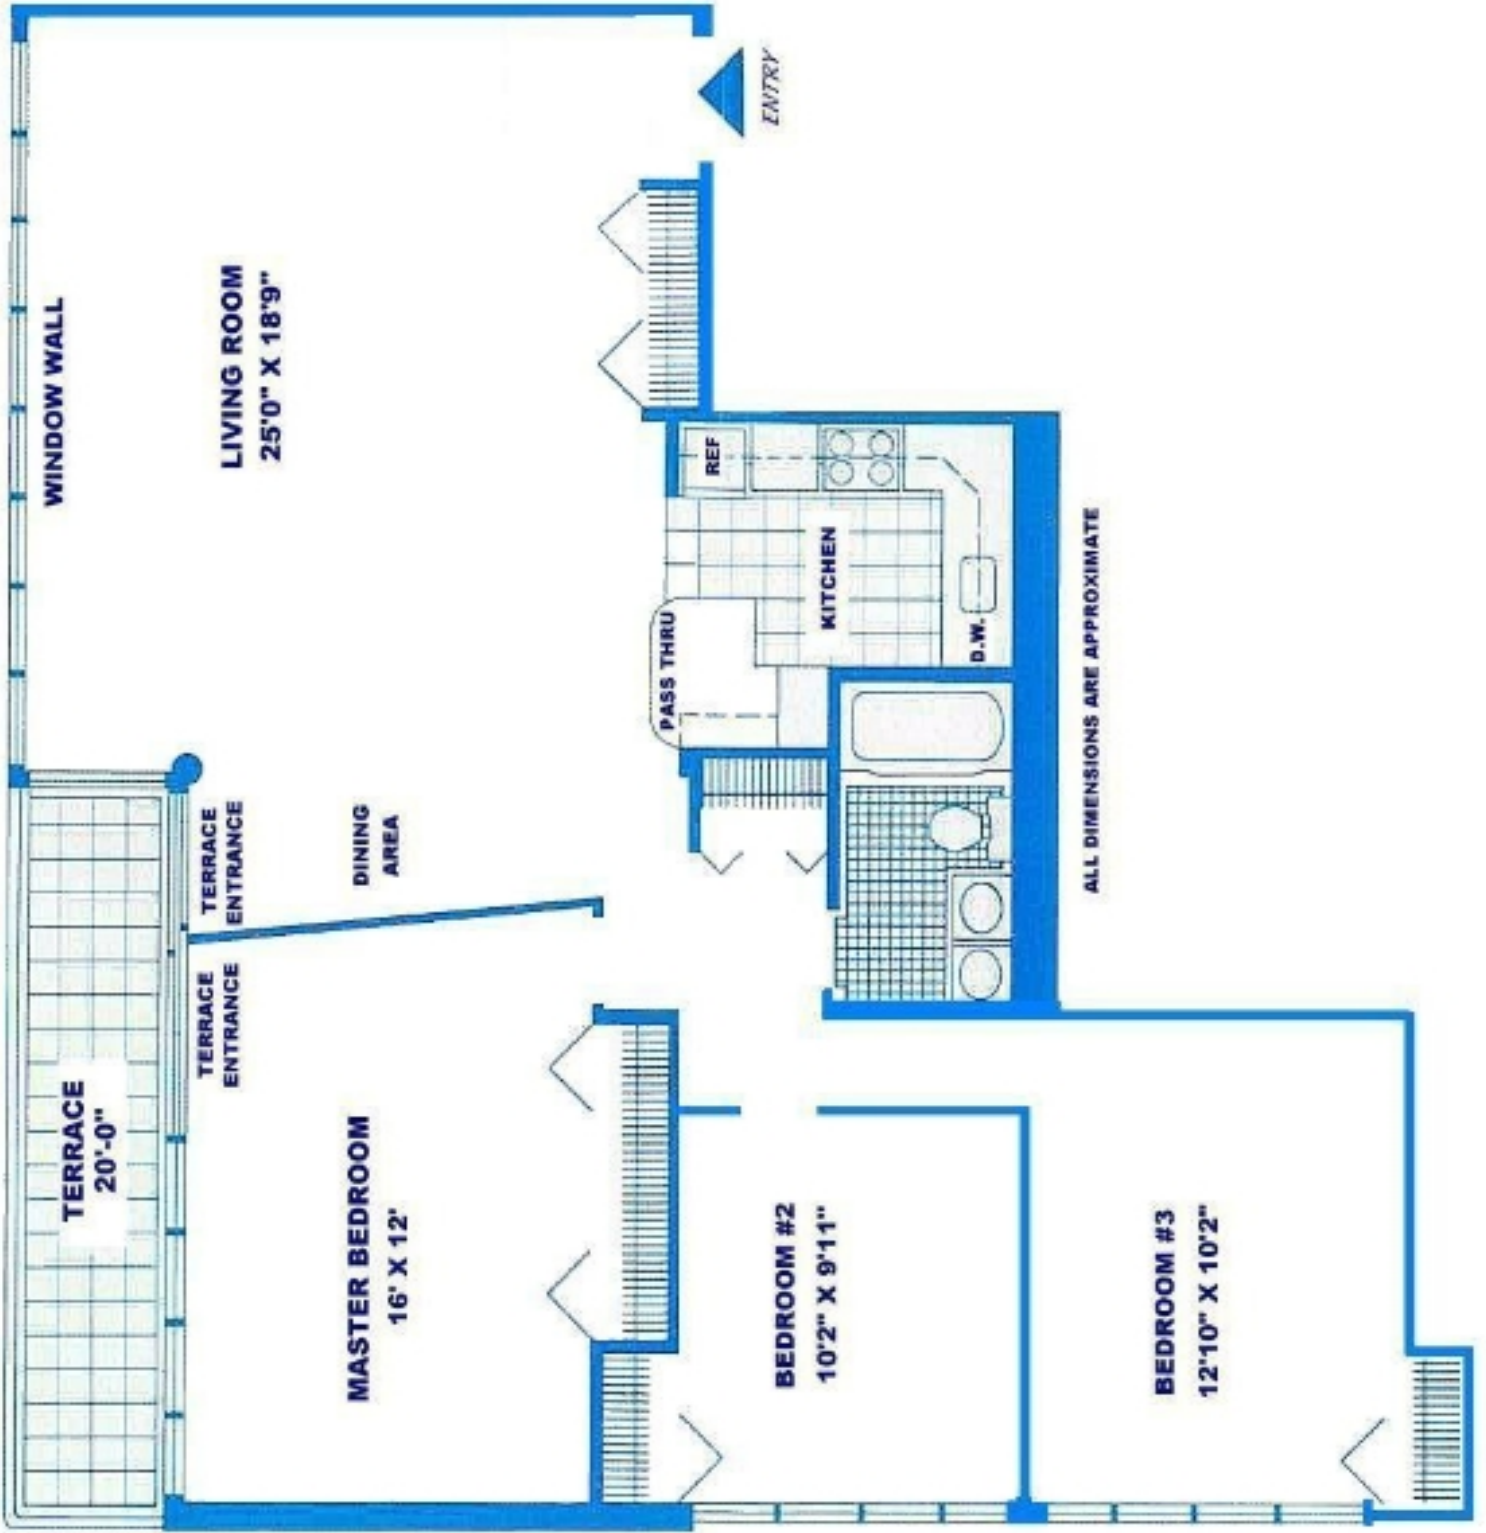 ENTRY
WINDOW WALL
LIVING ROOM
25'0" X 18'9"
REF
KITCHEN
PASS THRU
D.W.
ALL DIMENSIONS ARE APPROXIMATE
TERRACE
ENTRANCE
DINING
AREA
TERRACE
ENTRANCE
TERRACE
20'-0"
MASTER BEDROOM
16' X 12'
BEDROOM #2
10'2" X 9'11"
BEDROOM #3
12'10" X 10'2"